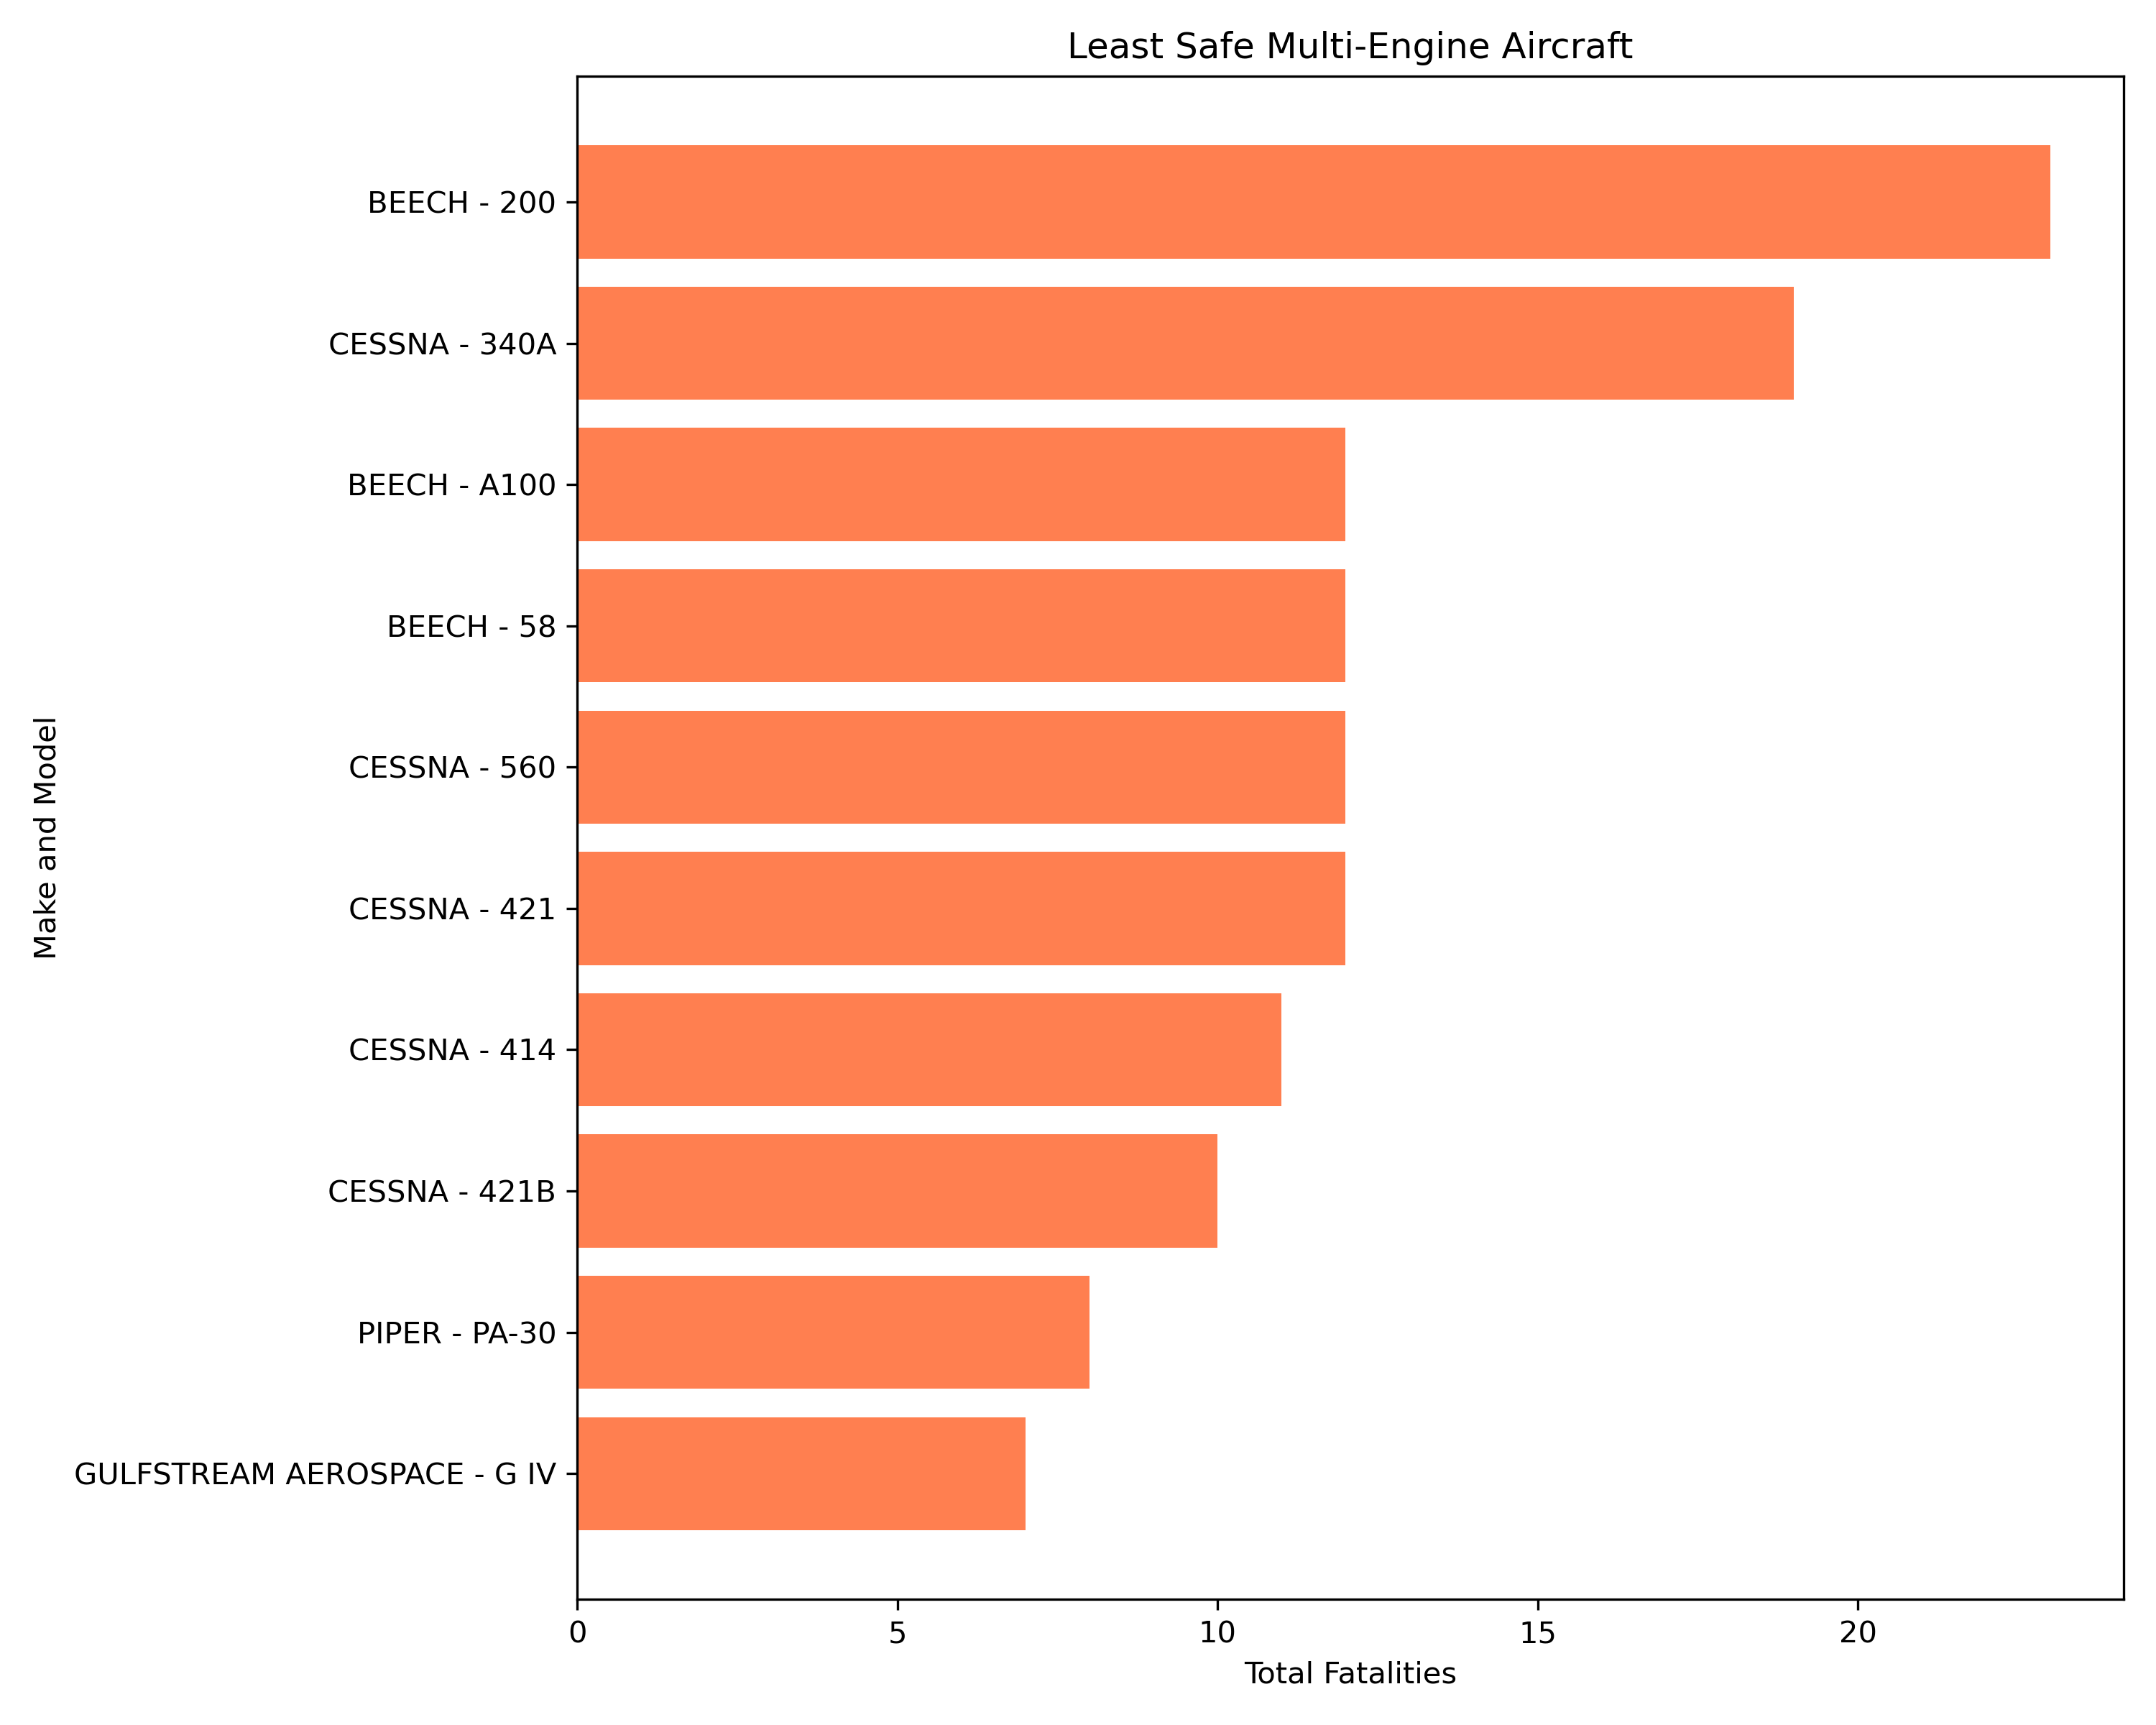 Least Safe Multi-Engine Aircraft
Make and Model
BEECH - 200
CESSNA - 340A
BEECH - A100
BEECH - 58
CESSNA - 560
CESSNA - 421
CESSNA - 414
CESSNA - 421B
PIPER - PA-30
GULFSTREAM AEROSPACE - G IV
0 5 10 15 20
Total Fatalities